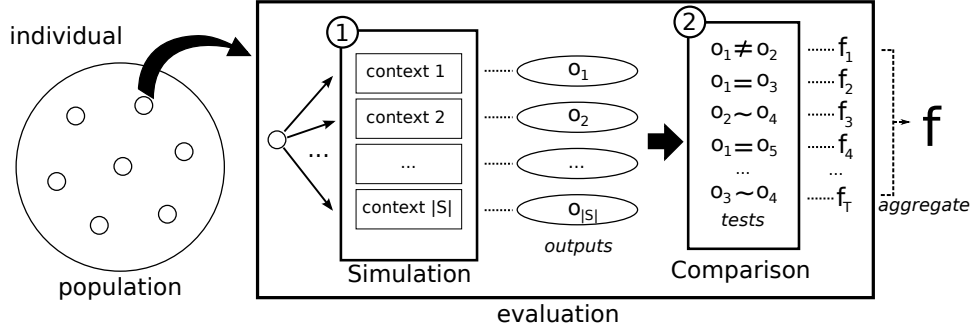 individual
population
1
context 1
context 2
...
context |S|
...
Simulation
o1
o2
...
o|S|
outputs
2
o1 ≠ o2
o1 = o3
o2 ~ o4
o1 = o5
...
o3 ~ o4
tests
Comparison
f1
f2
f3
f4
...
fT
aggregate
f
evaluation